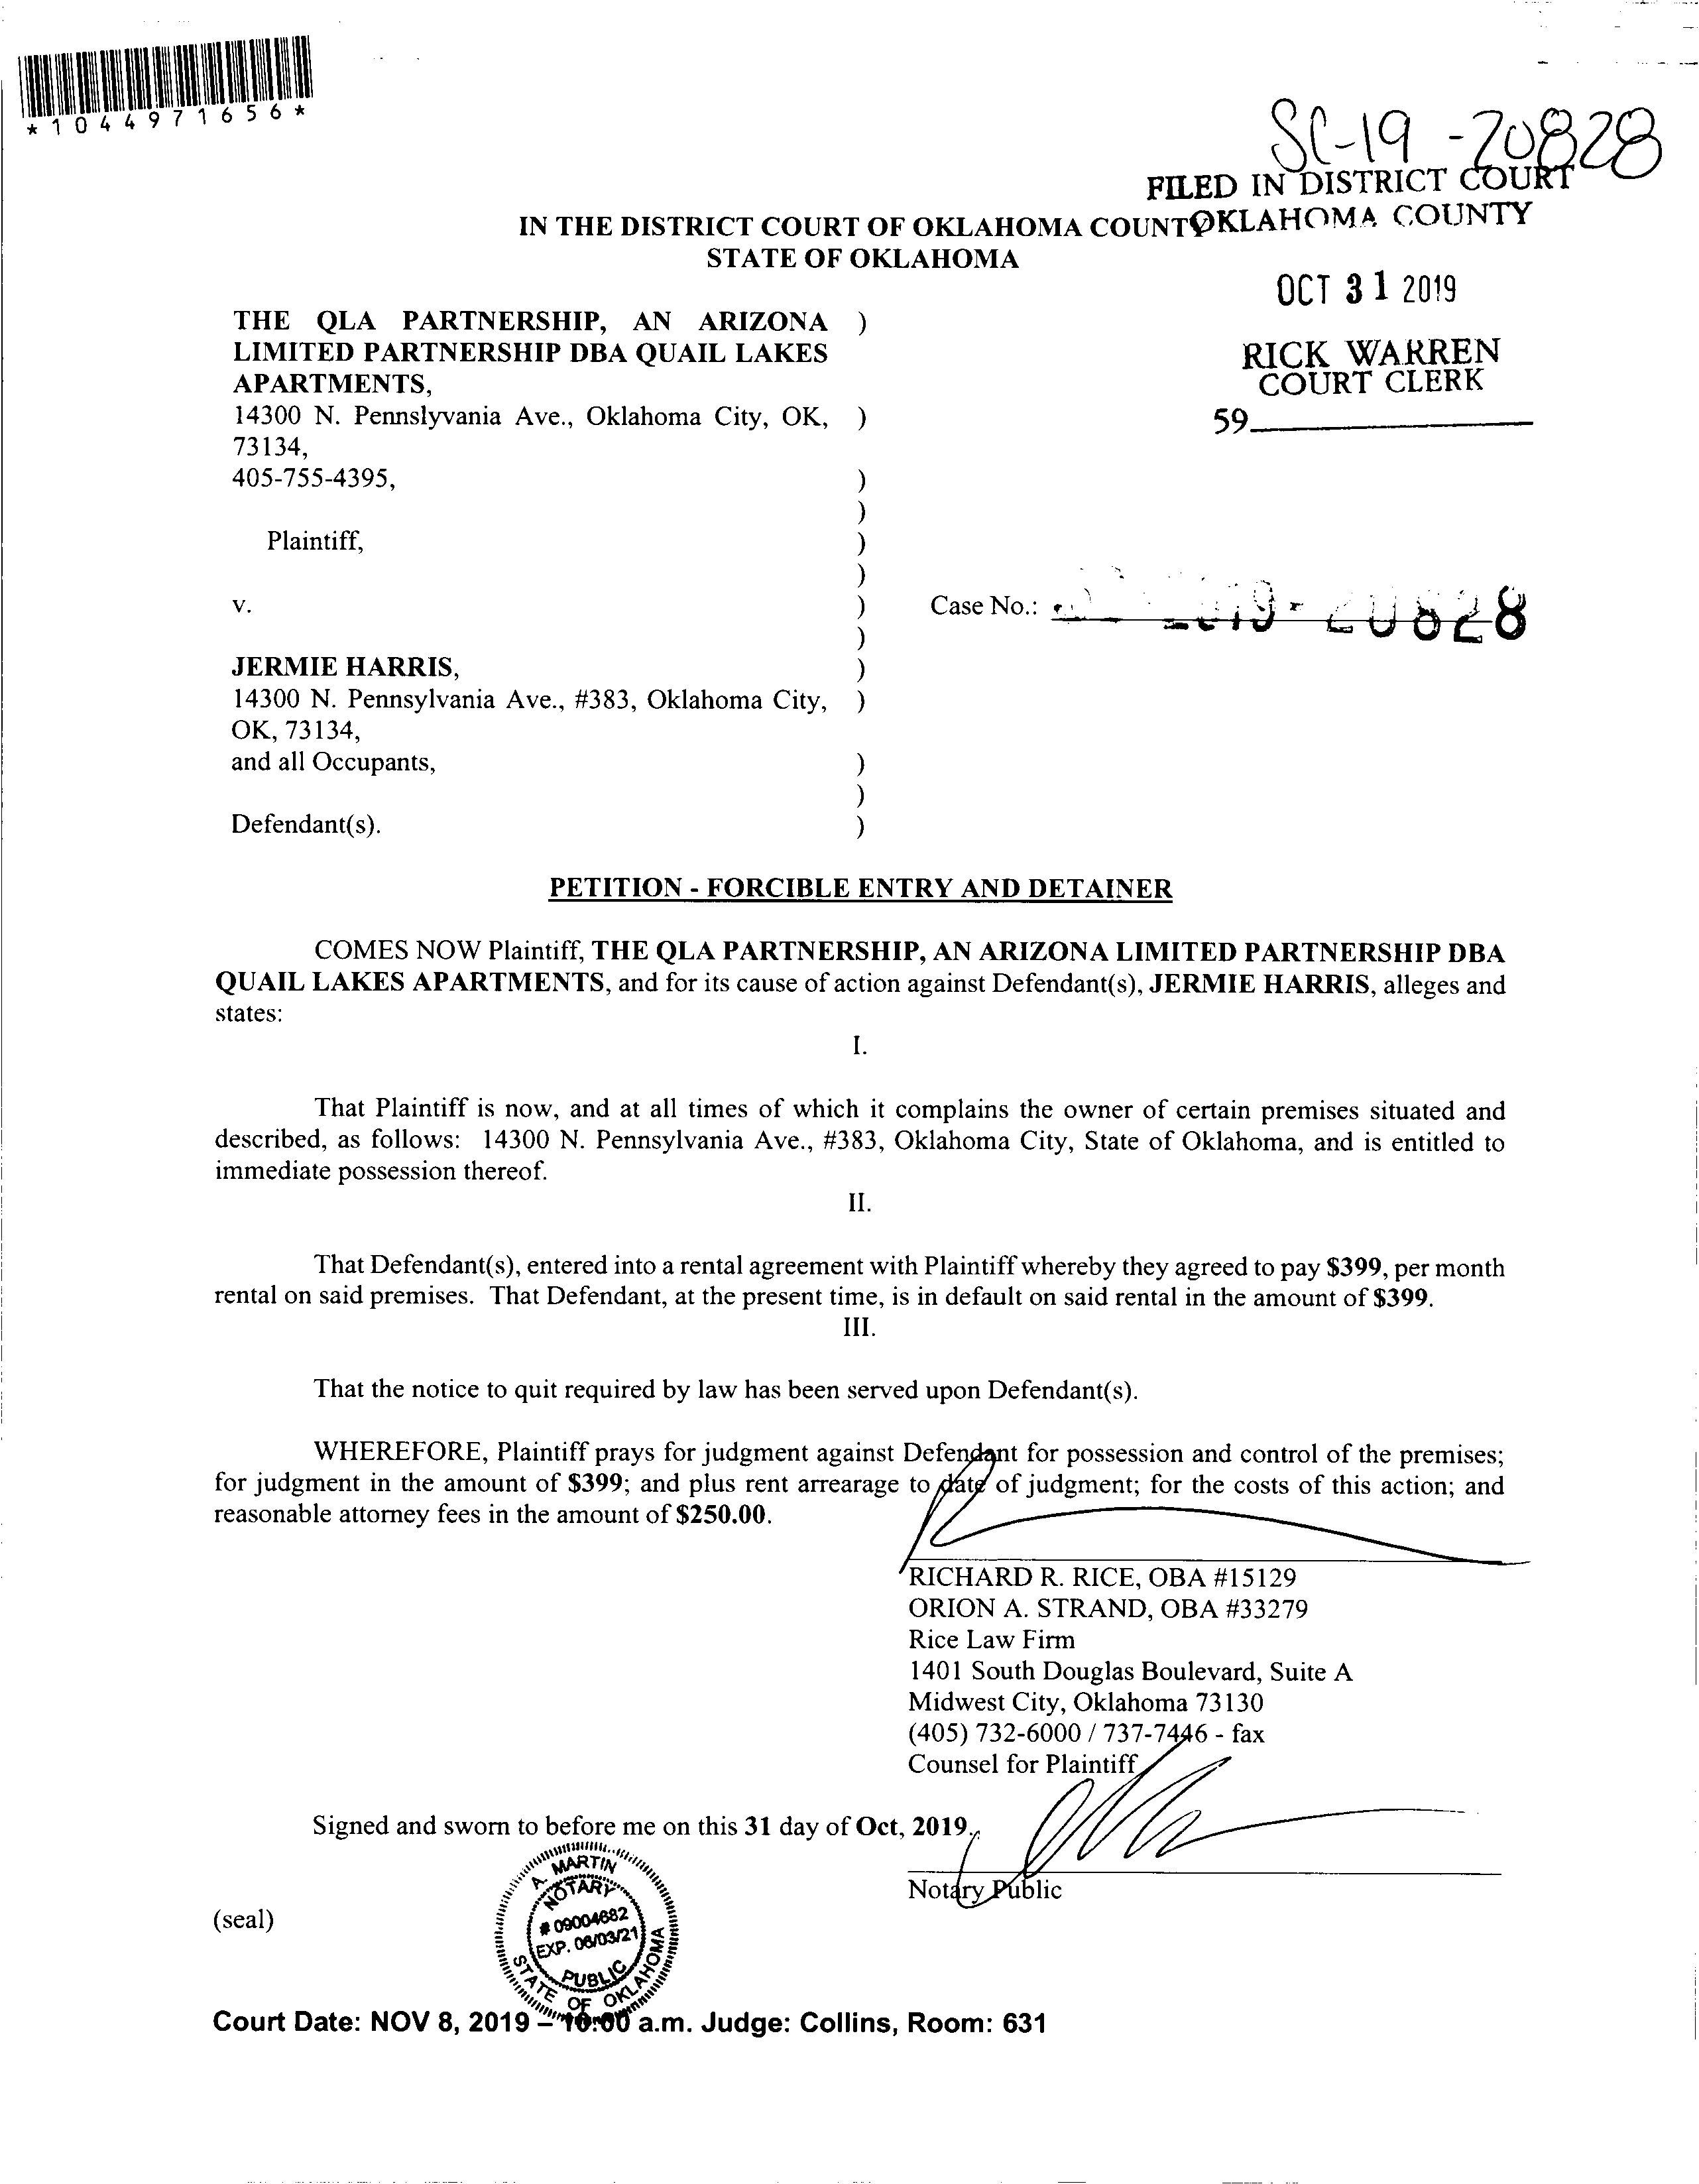 *1044971656*
SC-19-20828
FILED IN DISTRICT COURT
OKLAHOMA COUNTY
IN THE DISTRICT COURT OF OKLAHOMA COUNTY
STATE OF OKLAHOMA
OCT 31 2019
RICK WARREN
COURT CLERK
59
THE QLA PARTNERSHIP, AN ARIZONA )
LIMITED PARTNERSHIP DBA QUAIL LAKES
APARTMENTS,
14300 N. Pennslyvania Ave., Oklahoma City, OK, )
73134,
405-755-4395, )
)
Plaintiff, )
)
v. ) Case No.: 2019-20828
)
JERMIE HARRIS, )
14300 N. Pennsylvania Ave., #383, Oklahoma City, )
OK, 73134,
and all Occupants, )
)
Defendant(s). )
PETITION - FORCIBLE ENTRY AND DETAINER
COMES NOW Plaintiff, THE QLA PARTNERSHIP, AN ARIZONA LIMITED PARTNERSHIP DBA
QUAIL LAKES APARTMENTS, and for its cause of action against Defendant(s), JERMIE HARRIS, alleges and
states:
I.
That Plaintiff is now, and at all times of which it complains the owner of certain premises situated and
described, as follows: 14300 N. Pennsylvania Ave., #383, Oklahoma City, State of Oklahoma, and is entitled to
immediate possession thereof.
II.
That Defendant(s), entered into a rental agreement with Plaintiff whereby they agreed to pay $399, per month
rental on said premises. That Defendant, at the present time, is in default on said rental in the amount of $399.
III.
That the notice to quit required by law has been served upon Defendant(s).
WHEREFORE, Plaintiff prays for judgment against Defendant for possession and control of the premises;
for judgment in the amount of $399; and plus rent arrearage to date of judgment; for the costs of this action; and
reasonable attorney fees in the amount of $250.00.
RICHARD R. RICE, OBA #15129
ORION A. STRAND, OBA #33279
Rice Law Firm
1401 South Douglas Boulevard, Suite A
Midwest City, Oklahoma 73130
(405) 732-6000 / 737-7446 - fax
Counsel for Plaintiff
Signed and sworn to before me on this 31 day of Oct, 2019.
Notary Public
(seal)
A. MARTIN
NOTARY
# 09004682
EXP. 06/03/21
PUBLIC
STATE OF OKLAHOMA
Court Date: NOV 8, 2019 – 10:00 a.m. Judge: Collins, Room: 631